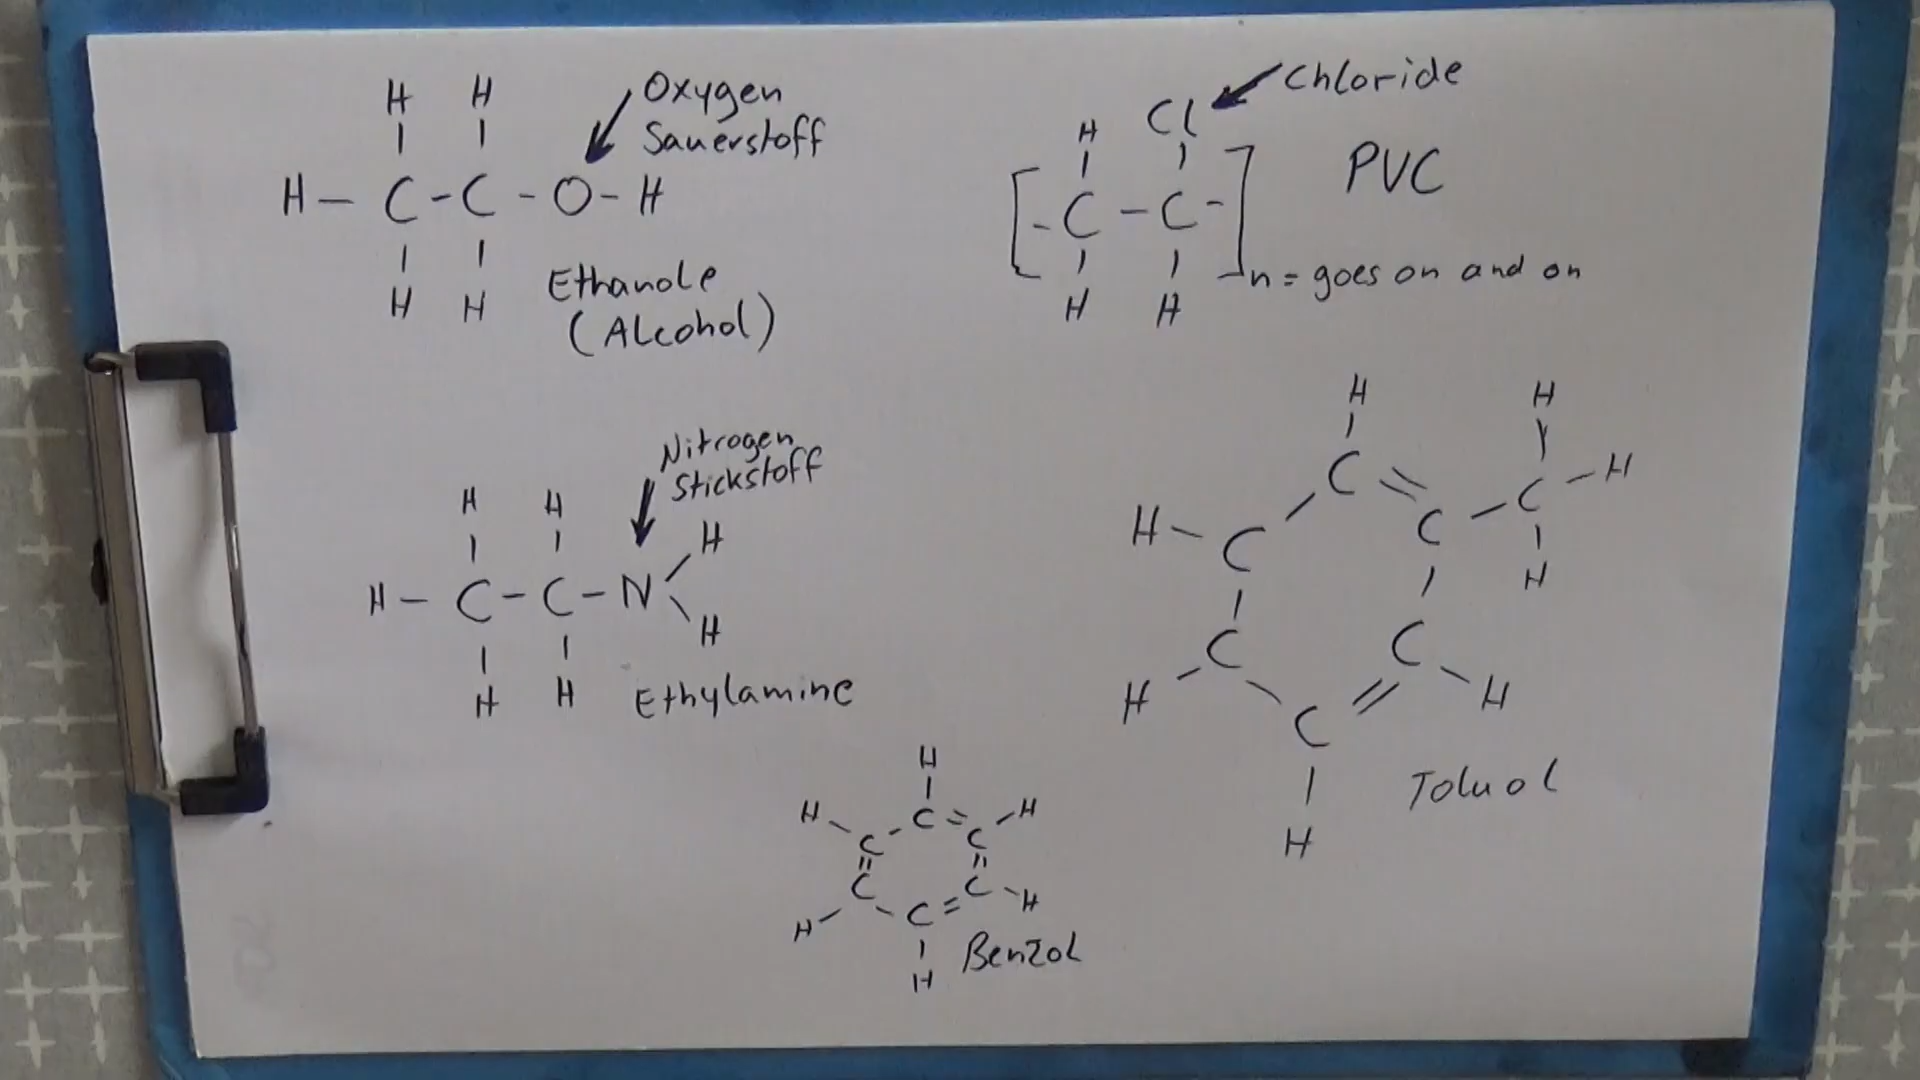 H H
Oxygen
Sauerstoff
H – C – C – O – H
H H
Ethanole
(Alcohol)
Chloride
H Cl
[– C – C –]n = goes on and on
PVC
H H
Nitrogen
Stickstoff
H H
H
H – C – C – N
H
H H
Ethylamine
H H
C C – H
H – C C
H
C C
H C H
H
Toluol
H
H C H
C C
C C
H C H
H
Benzol